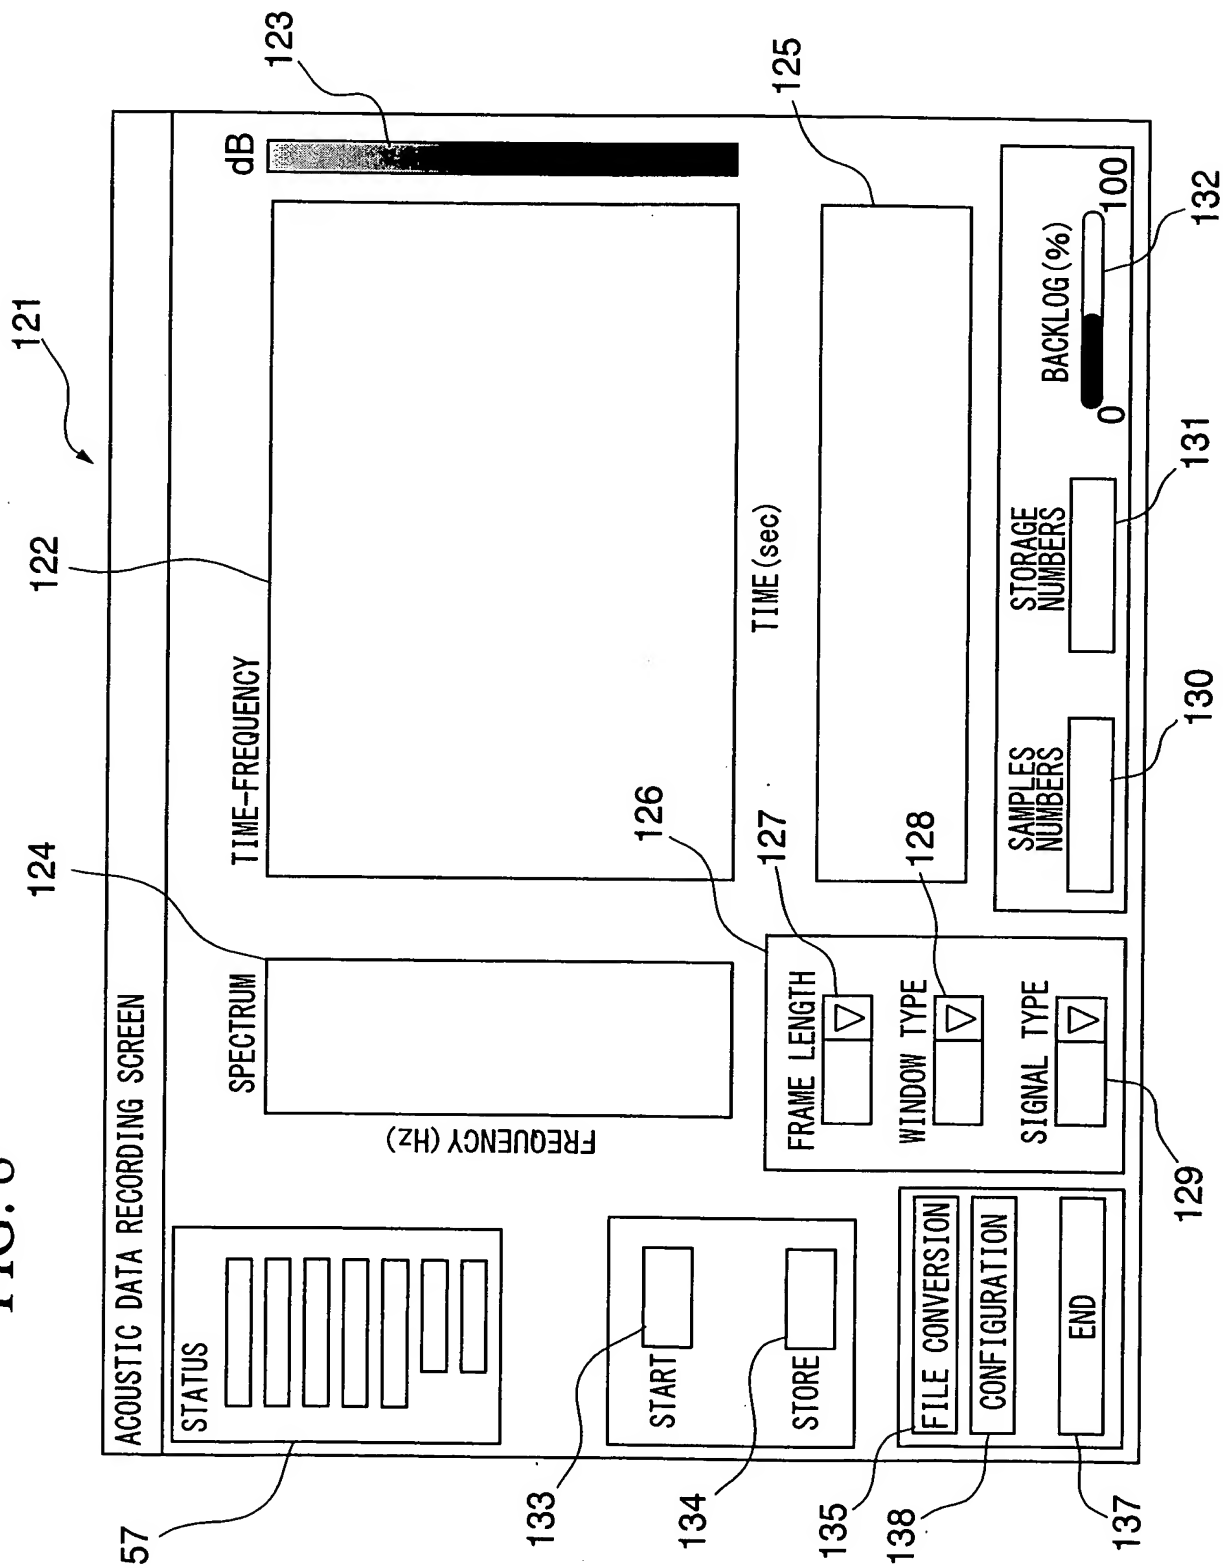 FIG.
121
122
123
124
57
ACOUSTIC DATA RECORDING SCREEN
STATUS
SPECTRUM
TIME-FREQUENCY
dB
FREQUENCY(Hz)
TIME(sec)
133
START
134
STORE
125
126
FRAME LENGTH
127
WINDOW TYPE
128
SIGNAL TYPE
129
135
FILE CONVERSION
138
CONFIGURATION
137
END
SAMPLES
NUMBERS
130
STORAGE
NUMBERS
131
BACKLOG(%)
0
100
132